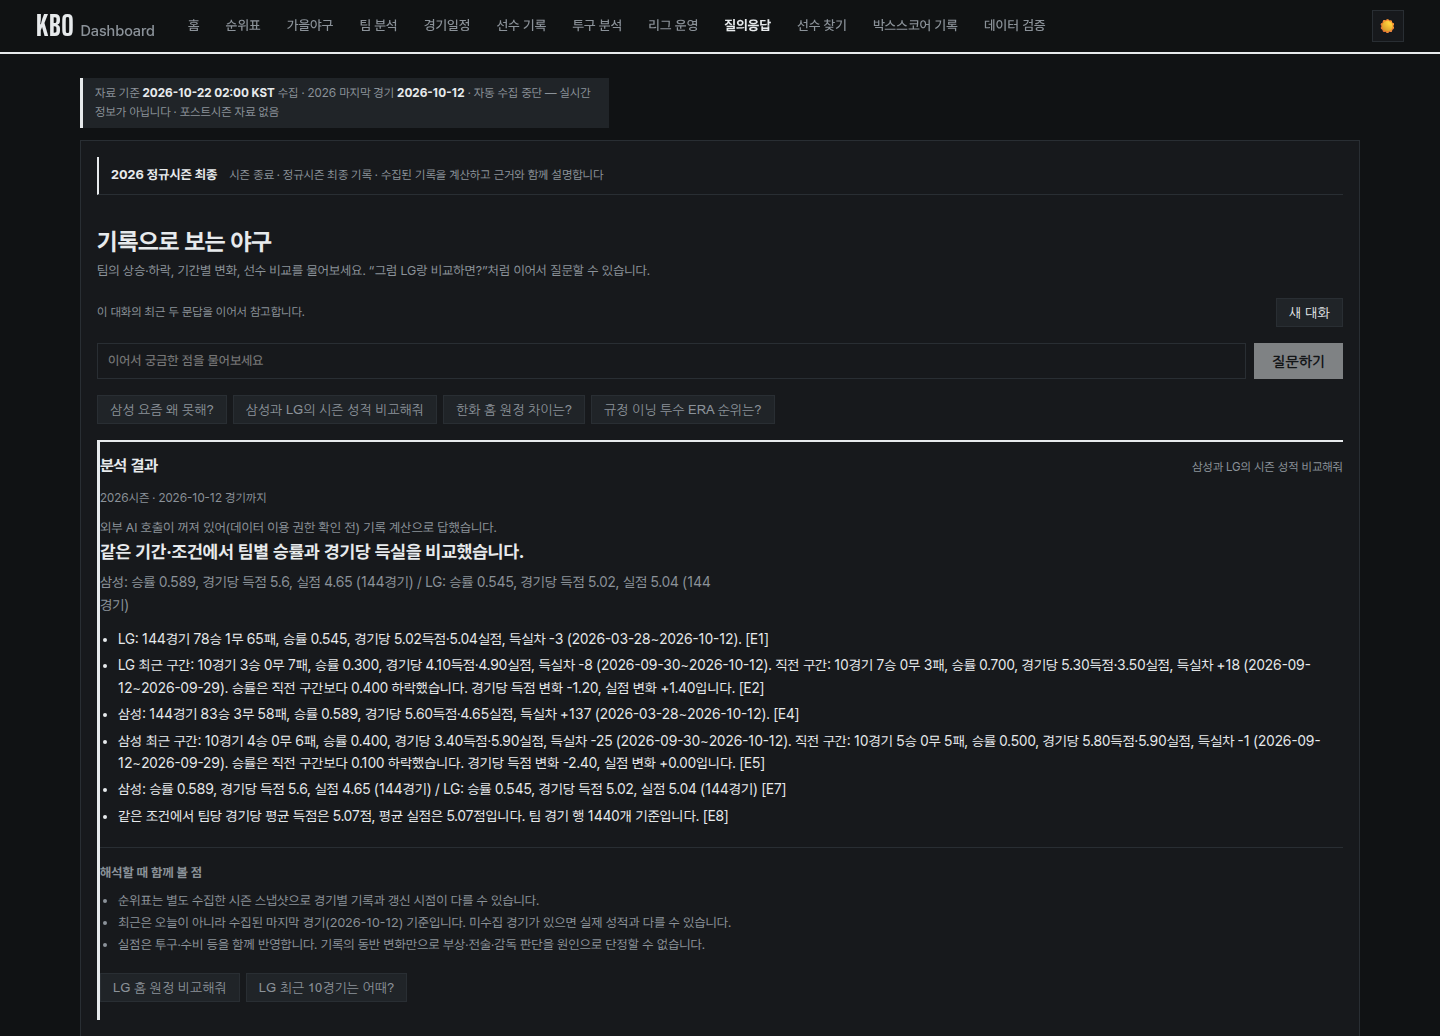 KBO Dashboard 홈 순위표 가을야구 팀 분석 경기일정 선수 기록 투구 분석 리그 운영 질의응답 선수 찾기 박스스코어 기록 데이터 검증
자료 기준 2026-10-22 02:00 KST 수집 · 2026 마지막 경기 2026-10-12 · 자동 수집 중단 — 실시간
정보가 아닙니다 · 포스트시즌 자료 없음
2026 정규시즌 최종 시즌 종료 · 정규시즌 최종 기록 · 수집된 기록을 계산하고 근거와 함께 설명합니다
기록으로 보는 야구
팀의 상승·하락, 기간별 변화, 선수 비교를 물어보세요. “그럼 LG랑 비교하면?”처럼 이어서 질문할 수 있습니다.
이 대화의 최근 두 문답을 이어서 참고합니다. 새 대화
이어서 궁금한 점을 물어보세요 질문하기
삼성 요즘 왜 못해? 삼성과 LG의 시즌 성적 비교해줘 한화 홈 원정 차이는? 규정 이닝 투수 ERA 순위는?
분석 결과 삼성과 LG의 시즌 성적 비교해줘
2026시즌 · 2026-10-12 경기까지
외부 AI 호출이 꺼져 있어(데이터 이용 권한 확인 전) 기록 계산으로 답했습니다.
같은 기간·조건에서 팀별 승률과 경기당 득실을 비교했습니다.
삼성: 승률 0.589, 경기당 득점 5.6, 실점 4.65 (144경기) / LG: 승률 0.545, 경기당 득점 5.02, 실점 5.04 (144
경기)
• LG: 144경기 78승 1무 65패, 승률 0.545, 경기당 5.02득점·5.04실점, 득실차 -3 (2026-03-28~2026-10-12). [E1]
• LG 최근 구간: 10경기 3승 0무 7패, 승률 0.300, 경기당 4.10득점·4.90실점, 득실차 -8 (2026-09-30~2026-10-12). 직전 구간: 10경기 7승 0무 3패, 승률 0.700, 경기당 5.30득점·3.50실점, 득실차 +18 (2026-09-
12~2026-09-29). 승률은 직전 구간보다 0.400 하락했습니다. 경기당 득점 변화 -1.20, 실점 변화 +1.40입니다. [E2]
• 삼성: 144경기 83승 3무 58패, 승률 0.589, 경기당 5.60득점·4.65실점, 득실차 +137 (2026-03-28~2026-10-12). [E4]
• 삼성 최근 구간: 10경기 4승 0무 6패, 승률 0.400, 경기당 3.40득점·5.90실점, 득실차 -25 (2026-09-30~2026-10-12). 직전 구간: 10경기 5승 0무 5패, 승률 0.500, 경기당 5.80득점·5.90실점, 득실차 -1 (2026-09-
12~2026-09-29). 승률은 직전 구간보다 0.100 하락했습니다. 경기당 득점 변화 -2.40, 실점 변화 +0.00입니다. [E5]
• 삼성: 승률 0.589, 경기당 득점 5.6, 실점 4.65 (144경기) / LG: 승률 0.545, 경기당 득점 5.02, 실점 5.04 (144경기) [E7]
• 같은 조건에서 팀당 경기당 평균 득점은 5.07점, 평균 실점은 5.07점입니다. 팀 경기 행 1440개 기준입니다. [E8]
해석할 때 함께 볼 점
• 순위표는 별도 수집한 시즌 스냅샷으로 경기별 기록과 갱신 시점이 다를 수 있습니다.
• 최근은 오늘이 아니라 수집된 마지막 경기(2026-10-12) 기준입니다. 미수집 경기가 있으면 실제 성적과 다를 수 있습니다.
• 실점은 투구·수비 등을 함께 반영합니다. 기록의 동반 변화만으로 부상·전술·감독 판단을 원인으로 단정할 수 없습니다.
LG 홈 원정 비교해줘 LG 최근 10경기는 어때?